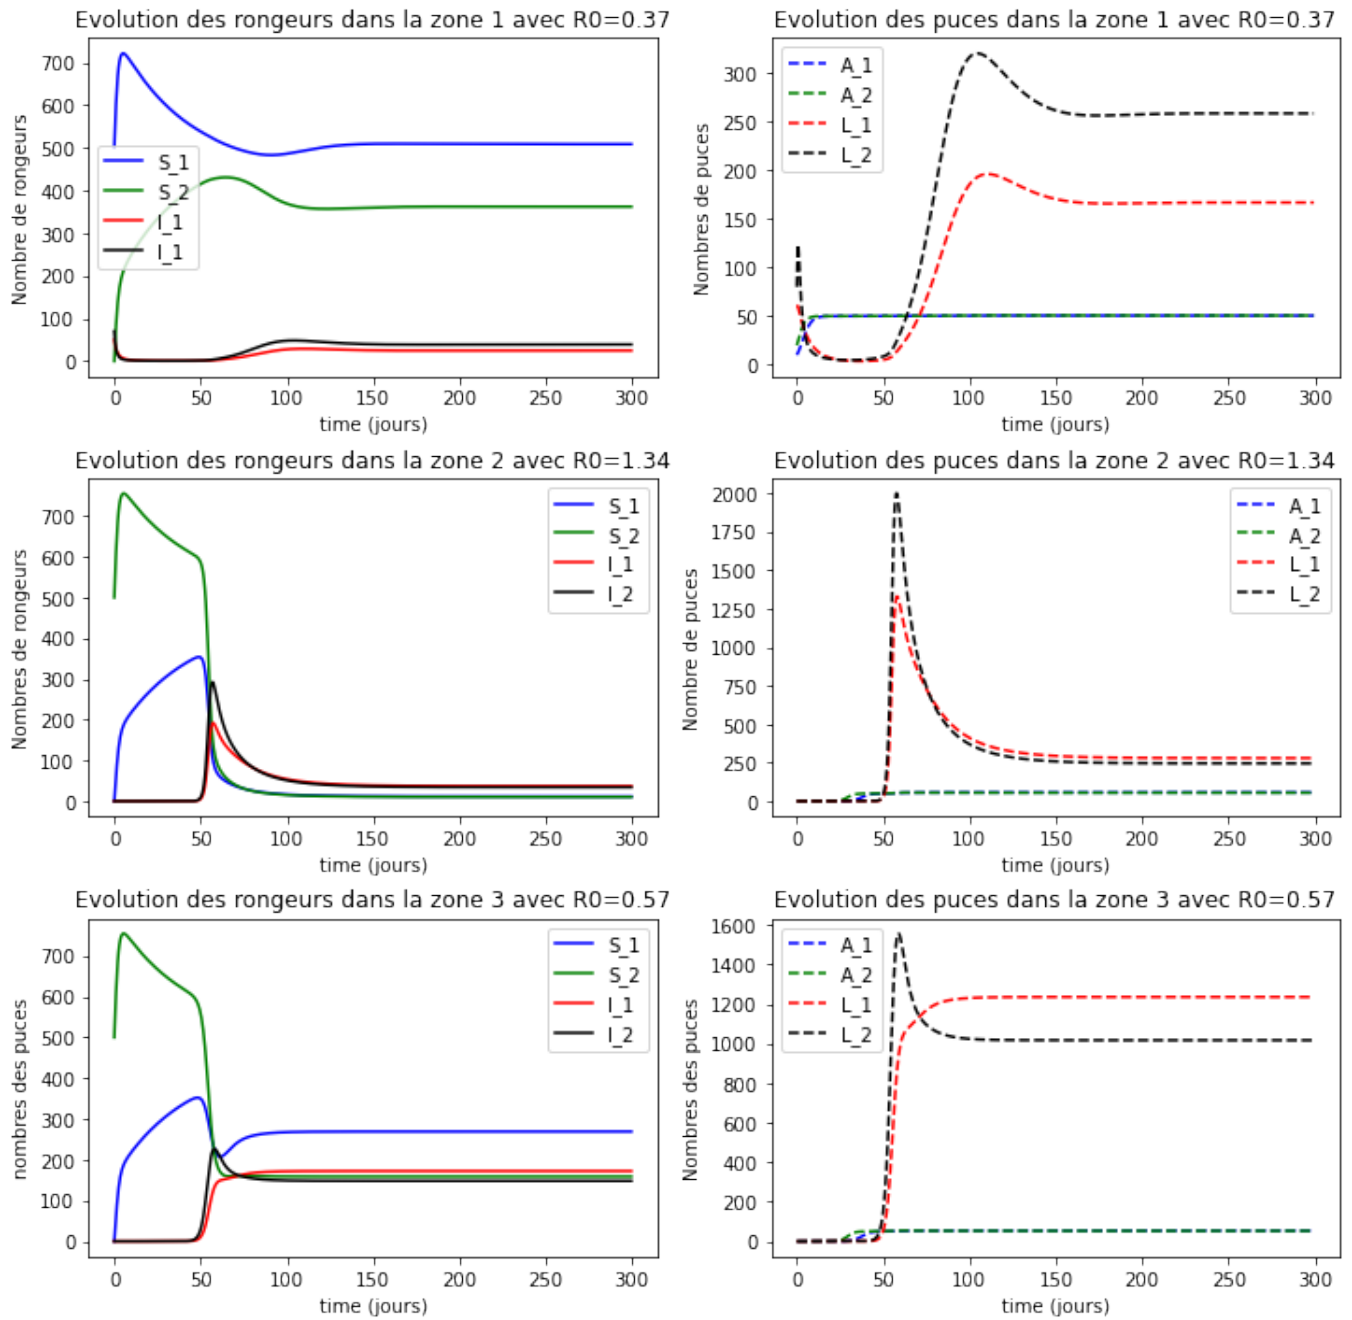 Evolution des rongeurs dans la zone 1 avec R0=0.37
Nombre de rongeurs
700
600
500
400
300
200
100
0
S_1
S_2
I_1
I_1
0 50 100 150 200 250 300
time (jours)
Evolution des puces dans la zone 1 avec R0=0.37
Nombres de puces
300
250
200
150
100
50
0
A_1
A_2
L_1
L_2
0 50 100 150 200 250 300
time (jours)
Evolution des rongeurs dans la zone 2 avec R0=1.34
Nombres de rongeurs
700
600
500
400
300
200
100
0
S_1
S_2
I_1
I_2
0 50 100 150 200 250 300
time (jours)
Evolution des puces dans la zone 2 avec R0=1.34
Nombre de puces
2000
1750
1500
1250
1000
750
500
250
0
A_1
A_2
L_1
L_2
0 50 100 150 200 250 300
time (jours)
Evolution des rongeurs dans la zone 3 avec R0=0.57
nombres des puces
700
600
500
400
300
200
100
0
S_1
S_2
I_1
I_2
0 50 100 150 200 250 300
time (jours)
Evolution des puces dans la zone 3 avec R0=0.57
Nombres des puces
1600
1400
1200
1000
800
600
400
200
0
A_1
A_2
L_1
L_2
0 50 100 150 200 250 300
time (jours)